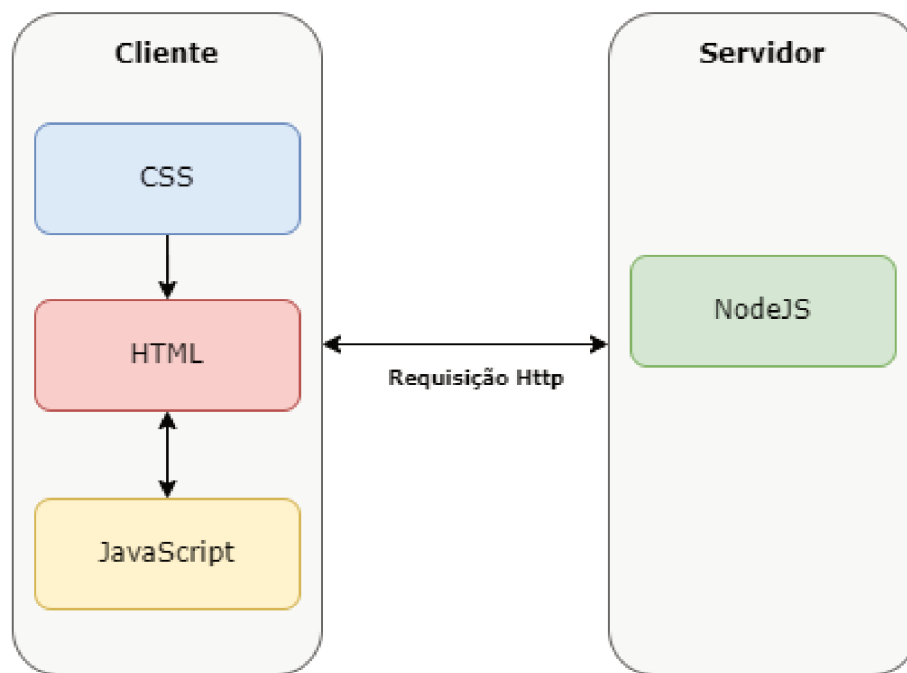 Cliente
CSS
HTML
JavaScript
Requisição Http
Servidor
NodeJS